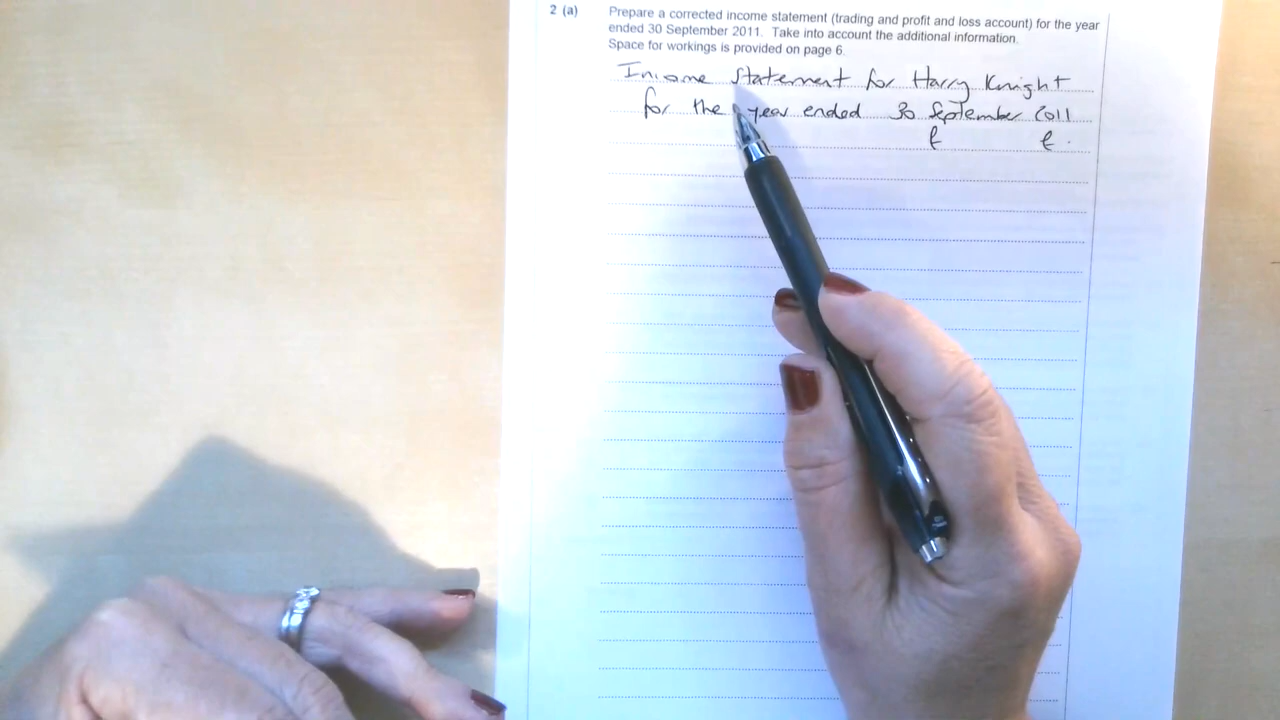 2 (a) Prepare a corrected income statement (trading and profit and loss account) for the year
ended 30 September 2011. Take into account the additional information.
Space for workings is provided on page 6.
Income Statement for Harry Knight
for the year ended 30 September 2011
£ £